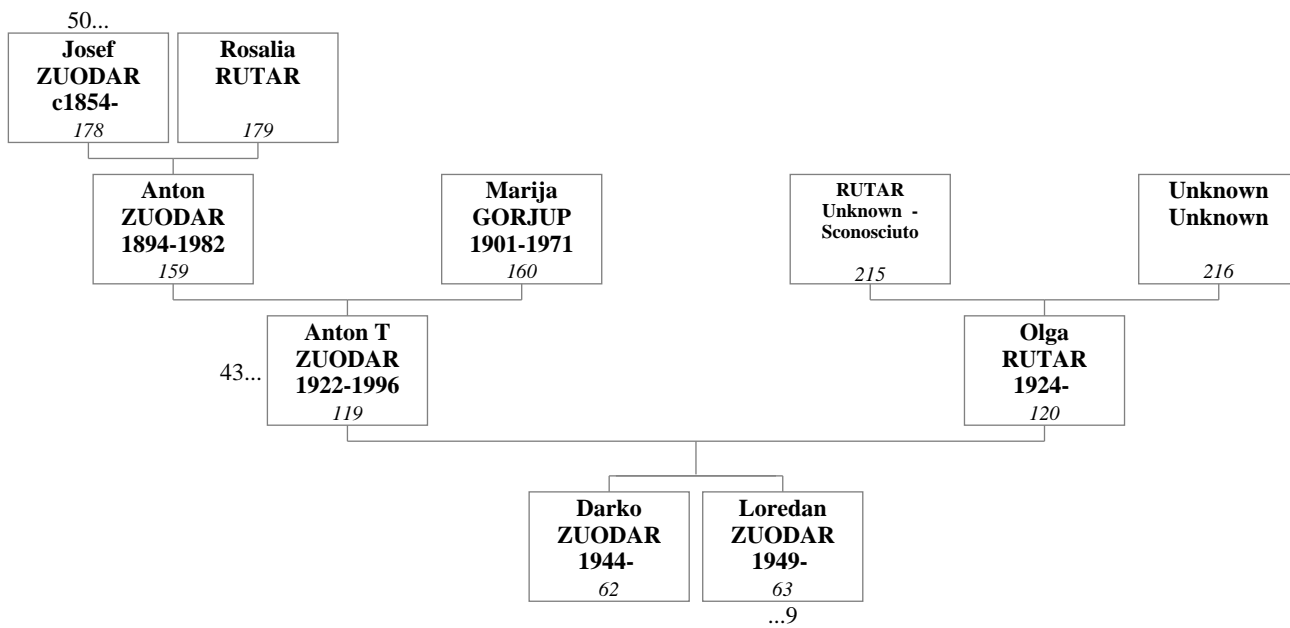 50...
Josef
ZUODAR
c1854-
178
Rosalia
RUTAR
179
Anton
ZUODAR
1894-1982
159
Marija
GORJUP
1901-1971
160
RUTAR
Unknown -
Sconosciuto
215
Unknown
Unknown
216
43...
Anton T
ZUODAR
1922-1996
119
Olga
RUTAR
1924-
120
Darko
ZUODAR
1944-
62
Loredan
ZUODAR
1949-
63
...9